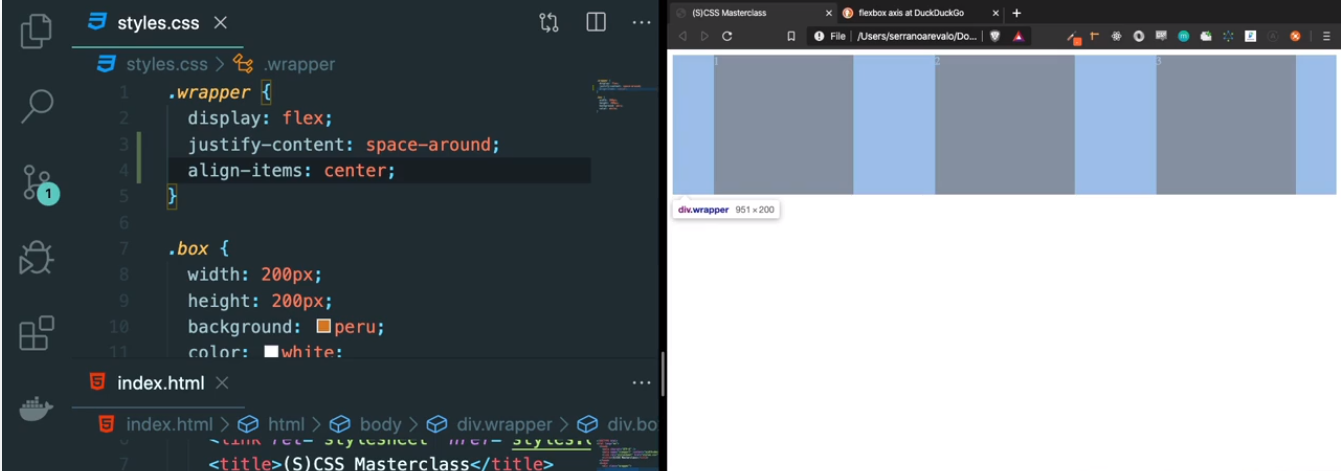 styles.css
styles.css > .wrapper
1 .wrapper {
2 display: flex;
3 justify-content: space-around;
4 align-items: center;
5 }
6
7 .box {
8 width: 200px;
9 height: 200px;
10 background: peru;
11 color: white;
index.html
index.html > html > body > div.wrapper > div.bo
7 <title>(S)CSS Masterclass</title>
1
(S)CSS Masterclass
flexbox axis at DuckDuckGo
File /Users/serranoarevalo/Do...
1 2 3
div.wrapper 951 × 200